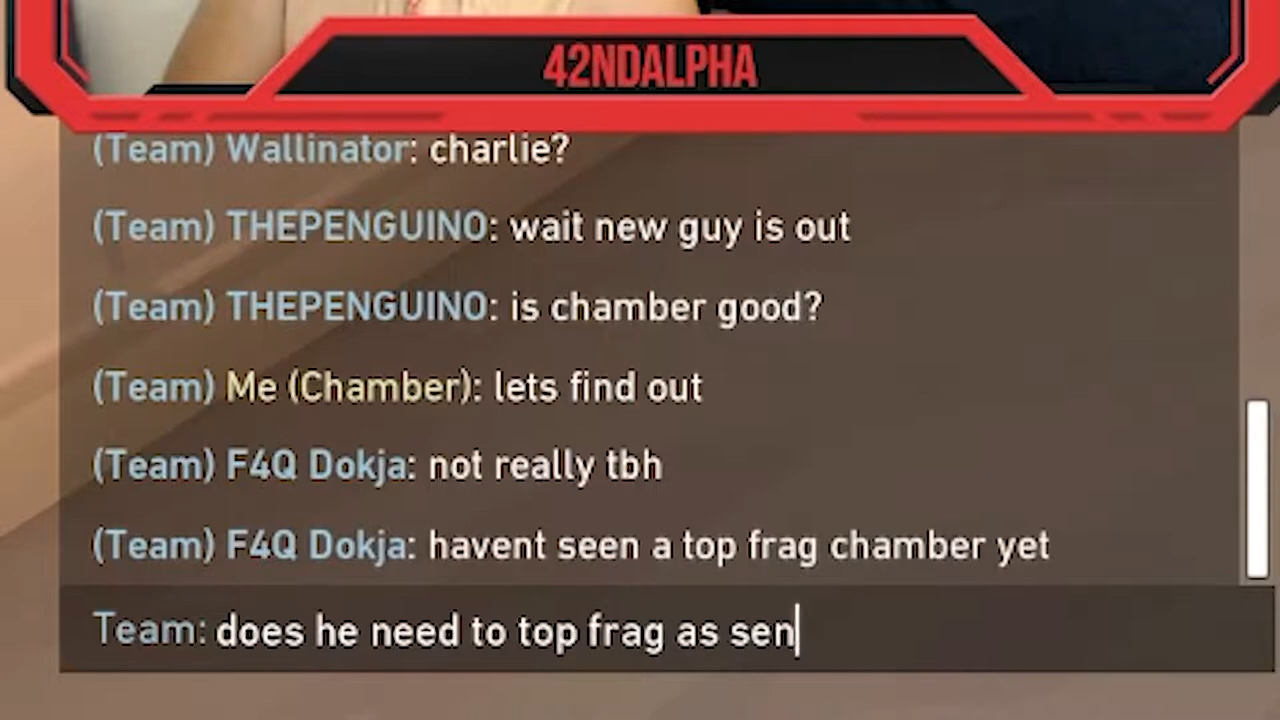 42NDALPHA
(Team) Wallinator: charlie?
(Team) THEPENGUINO: wait new guy is out
(Team) THEPENGUINO: is chamber good?
(Team) Me (Chamber): lets find out
(Team) F4Q Dokja: not really tbh
(Team) F4Q Dokja: havent seen a top frag chamber yet
Team: does he need to top frag as sen